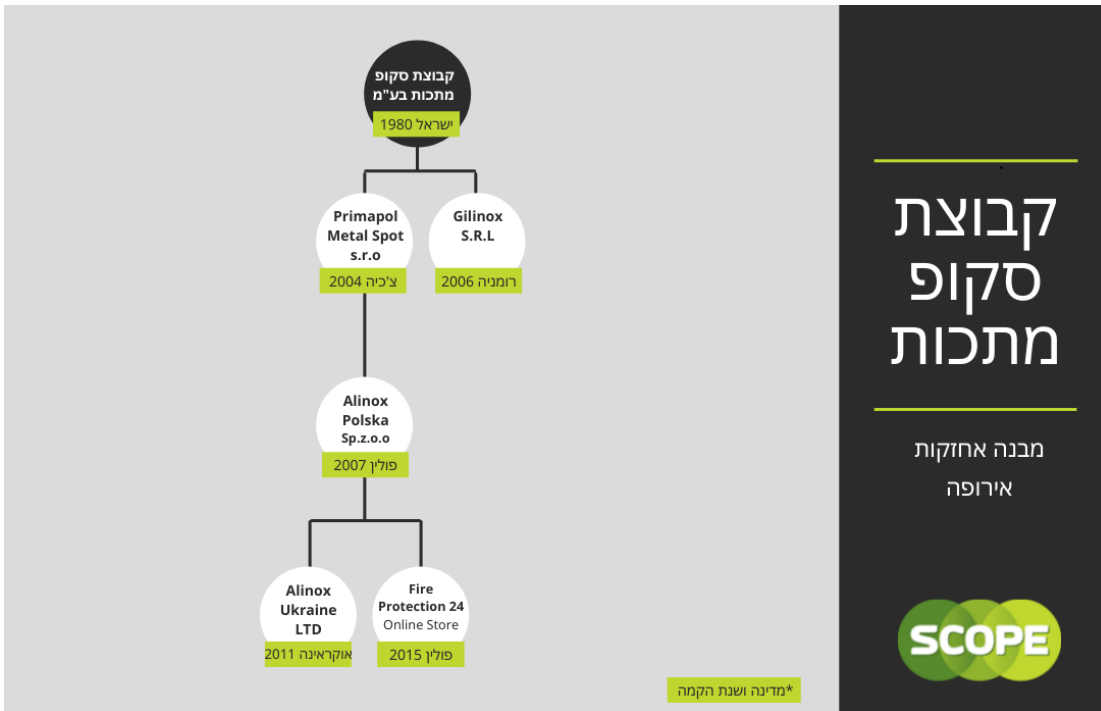 קבוצת
סקופ
מתכות
מבנה אחזקות
אירופה
SCOPE
קבוצת סקופ
מתכות בע"מ
ישראל 1980
Primapol
Metal Spot
s.r.o
צ'כיה 2004
Gilinox
S.R.L
רומניה 2006
Alinox
Polska
Sp.z.o.o
פולין 2007
Alinox
Ukraine
LTD
אוקראינה 2011
Fire
Protection 24
Online Store
פולין 2015
*מדינה ושנת הקמה